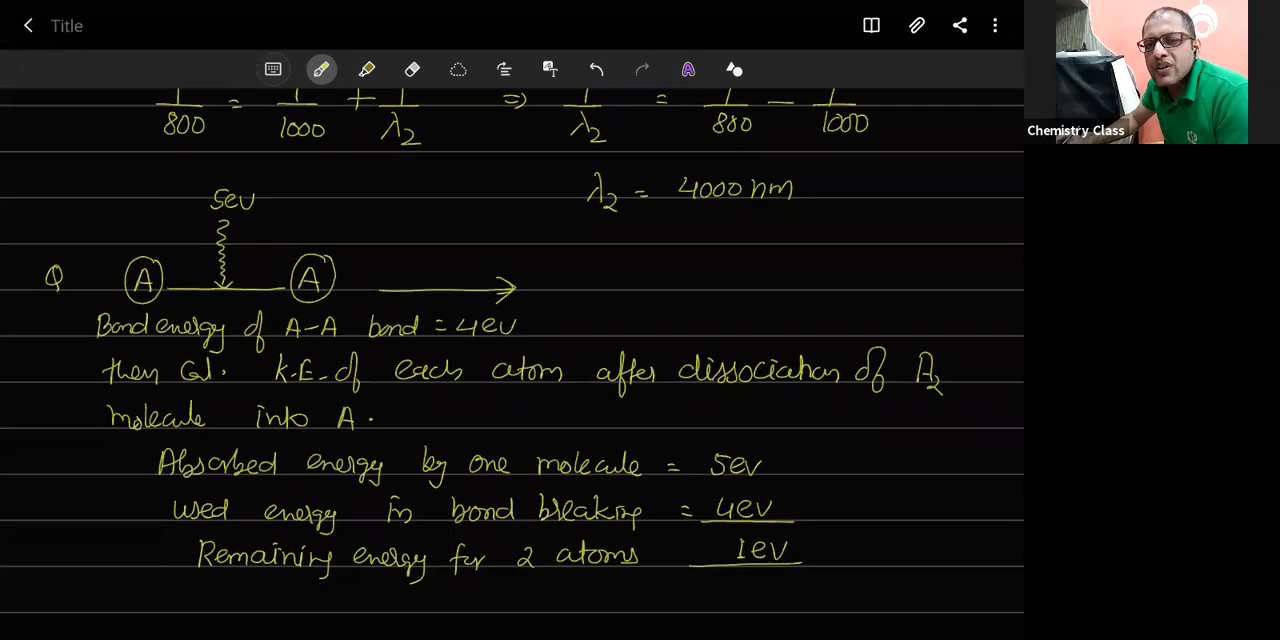 Title
1/800 = 1/1000 + 1/λ2 ⇒ 1/λ2 = 1/800 - 1/1000
Chemistry Class
λ2 = 4000 nm
5ev
Q A A
Bond energy of A-A bond = 4ev
then Cal. K.E. of each atom after dissociation of A2
molecule into A.
Absorbed energy by one molecule = 5ev
used energy in bond breaking = 4ev
Remaining energy for 2 atoms 1ev